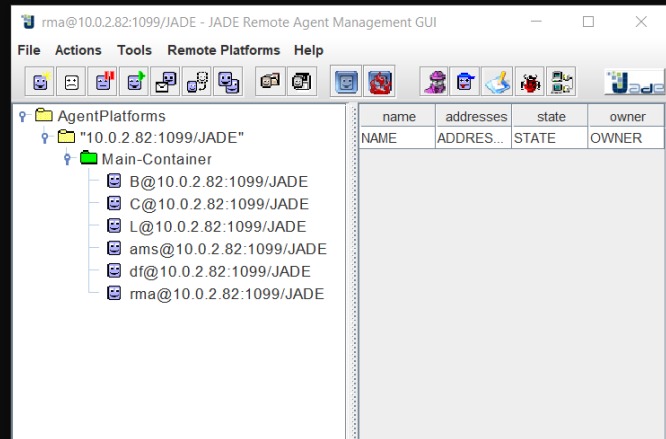 rma@10.0.2.82:1099/JADE - JADE Remote Agent Management GUI
File Actions Tools Remote Platforms Help
Jade
AgentPlatforms
"10.0.2.82:1099/JADE"
Main-Container
B@10.0.2.82:1099/JADE
C@10.0.2.82:1099/JADE
L@10.0.2.82:1099/JADE
ams@10.0.2.82:1099/JADE
df@10.0.2.82:1099/JADE
rma@10.0.2.82:1099/JADE
name addresses state owner
NAME ADDRES... STATE OWNER